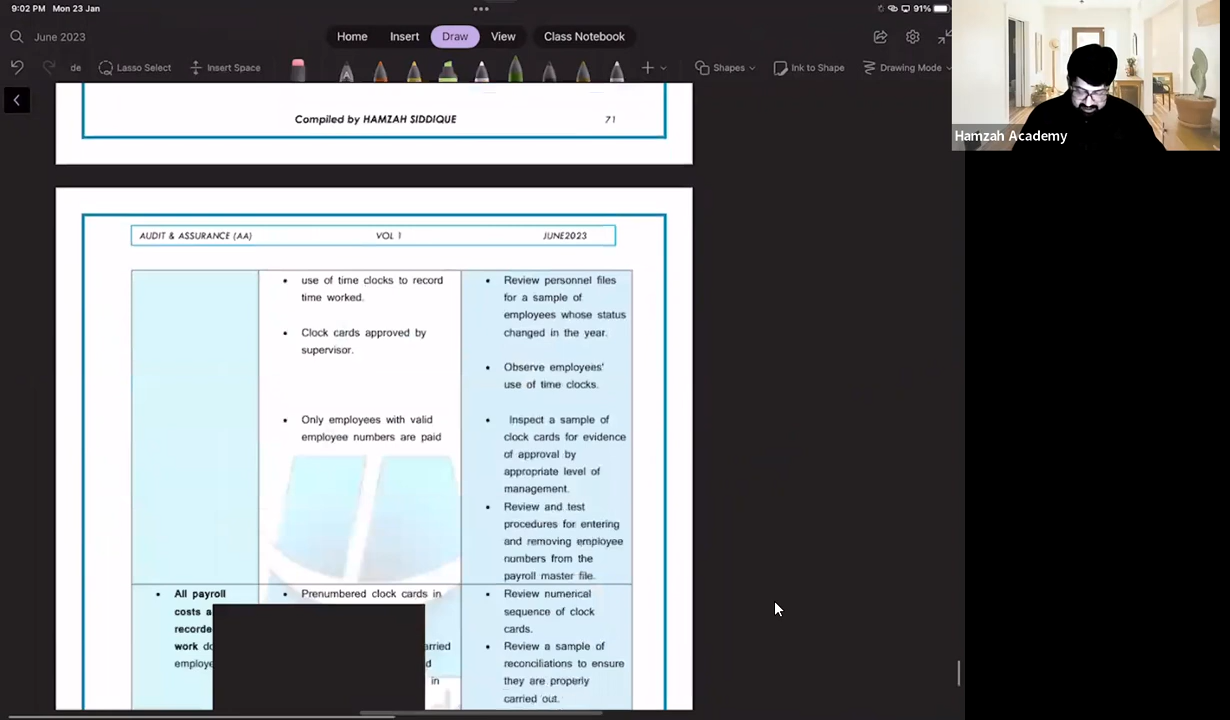 9:02 PM Mon 23 Jan
91%
June 2023
Home Insert Draw View Class Notebook
de Lasso Select Insert Space Shapes Ink to Shape Drawing Mode
Hamzah Academy
Compiled by HAMZAH SIDDIQUE 71
AUDIT & ASSURANCE (AA) VOL 1 JUNE2023
• use of time clocks to record
time worked.
• Clock cards approved by
supervisor.
• Only employees with valid
employee numbers are paid
• Review personnel files
for a sample of
employees whose status
changed in the year.
• Observe employees'
use of time clocks.
• Inspect a sample of
clock cards for evidence
of approval by
appropriate level of
management.
• Review and test
procedures for entering
and removing employee
numbers from the
payroll master file.
• All payroll
costs
work
• Prenumbered clock cards in
in
• Review numerical
sequence of clock
cards.
• Review a sample of
reconciliations to ensure
they are properly
carried out.